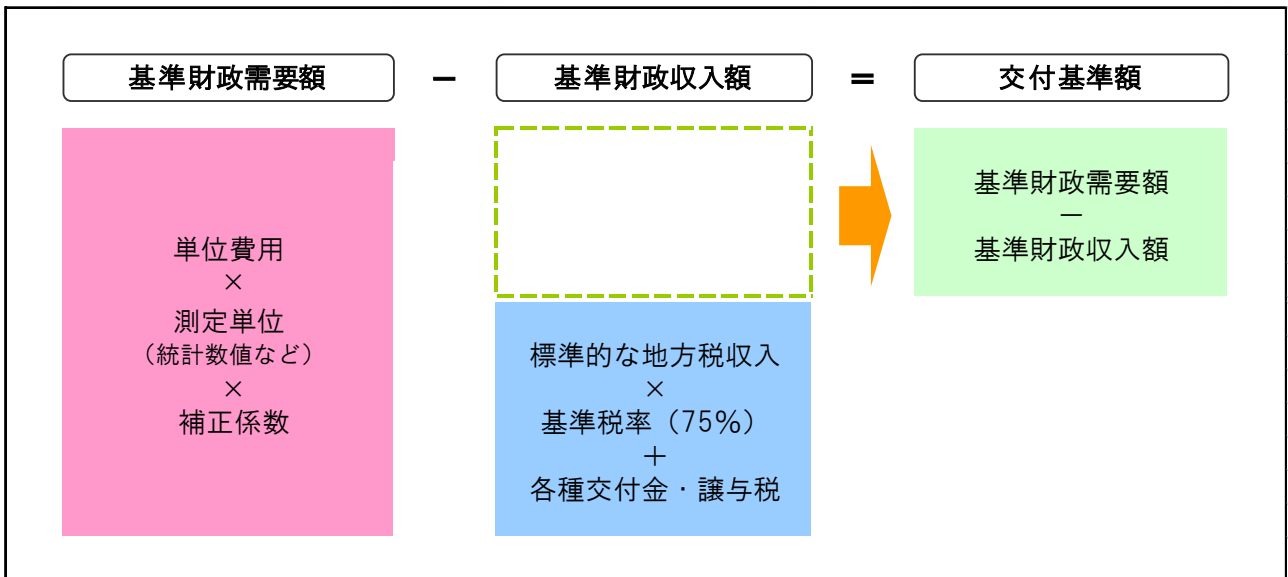 基準財政需要額 － 基準財政収入額 ＝ 交付基準額
単位費用
×
測定単位
（統計数値など）
×
補正係数
標準的な地方税収入
×
基準税率（75％）
＋
各種交付金・譲与税
基準財政需要額
－
基準財政収入額